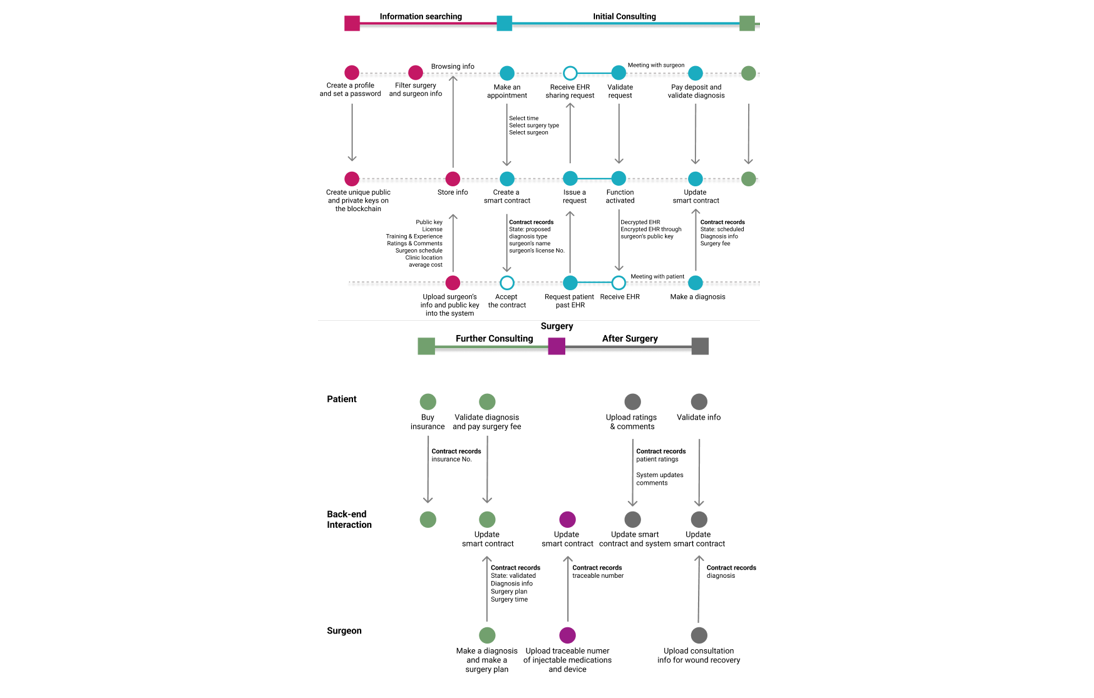 Information searching
Initial Consulting
Browsing info
Meeting with surgeon
Create a profile
and set a password
Filter surgery
and surgeon info
Make an
appointment
Receive EHR
sharing request
Validate
request
Pay deposit and
validate diagnosis
Select time
Select surgery type
Select surgeon
Create unique public
and private keys on
the blockchain
Store info
Create a
smart contract
Issue a
request
Function
activated
Update
smart contract
Public key
License
Training & Experience
Ratings & Comments
Surgeon schedule
Clinic location
average cost
Contract records
State: proposed
diagnosis type
surgeon's name
surgeon's license No.
Decrypted EHR
Encrypted EHR through
surgeon's public key
Contract records
State: scheduled
Diagnosis info
Surgery fee
Meeting with patient
Upload surgeon's
info and public key
into the system
Accept
the contract
Request patient
past EHR
Receive EHR
Make a diagnosis
Surgery
Further Consulting
After Surgery
Patient
Buy
insurance
Validate diagnosis
and pay surgery fee
Upload ratings
& comments
Validate info
Contract records
insurance No.
Contract records
patient ratings
System updates
comments
Back-end
Interaction
Update
smart contract
Update
smart contract
Update smart
contract and system
Update
smart contract
Contract records
State: validated
Diagnosis info
Surgery plan
Surgery time
Contract records
traceable number
Contract records
diagnosis
Surgeon
Make a diagnosis
and make a
surgery plan
Upload traceable numer
of injectable medications
and device
Upload consultation
info for wound recovery